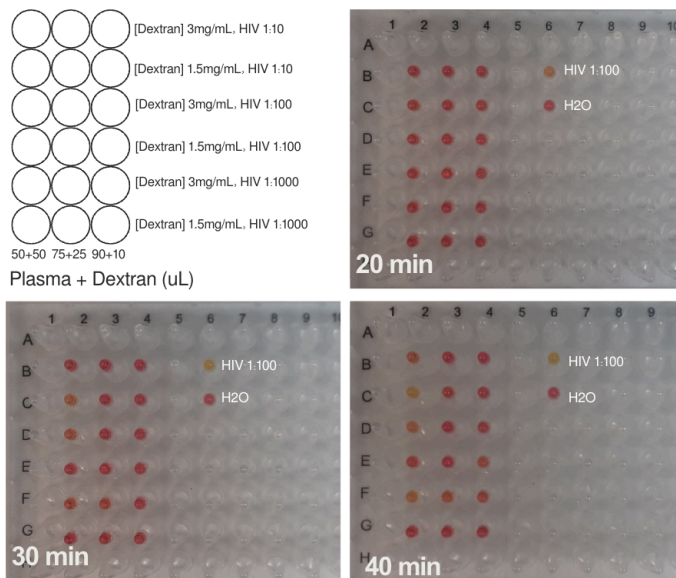 [Dextran] 3mg/mL, HIV 1:10
[Dextran] 1.5mg/mL, HIV 1:10
[Dextran] 3mg/mL, HIV 1:100
[Dextran] 1.5mg/mL, HIV 1:100
[Dextran] 3mg/mL, HIV 1:1000
[Dextran] 1.5mg/mL, HIV 1:1000
50+50 75+25 90+10
Plasma + Dextran (uL)
1 2 3 4 5 6 7 8 9 10
A
B HIV 1:100
C H2O
D
E
F
G
20 min
1 2 3 4 5 6 7 8 9 10
A
B HIV 1:100
C H2O
D
E
F
G
30 min
1 2 3 4 5 6 7 8 9
A
B HIV 1:100
C H2O
D
E
F
G
H
40 min